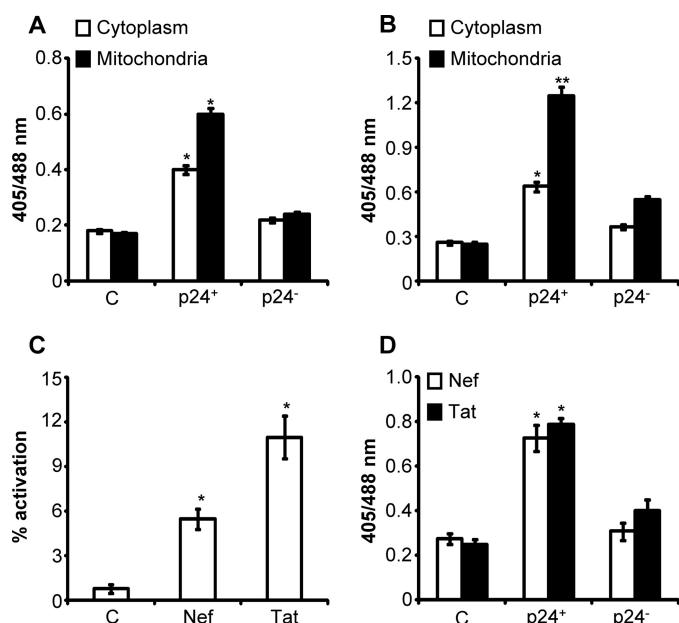 A
Cytoplasm
Mitochondria
405/488 nm
0.8
0.6
0.4
0.2
0
*
*
C p24⁺ p24⁻
B
Cytoplasm
Mitochondria
405/488 nm
1.5
1.2
0.9
0.6
0.3
0
*
**
C p24⁺ p24⁻
C
% activation
15
12
9
6
3
0
*
*
C Nef Tat
D
Nef
Tat
405/488 nm
1.0
0.8
0.6
0.4
0.2
0
*
*
C p24⁺ p24⁻